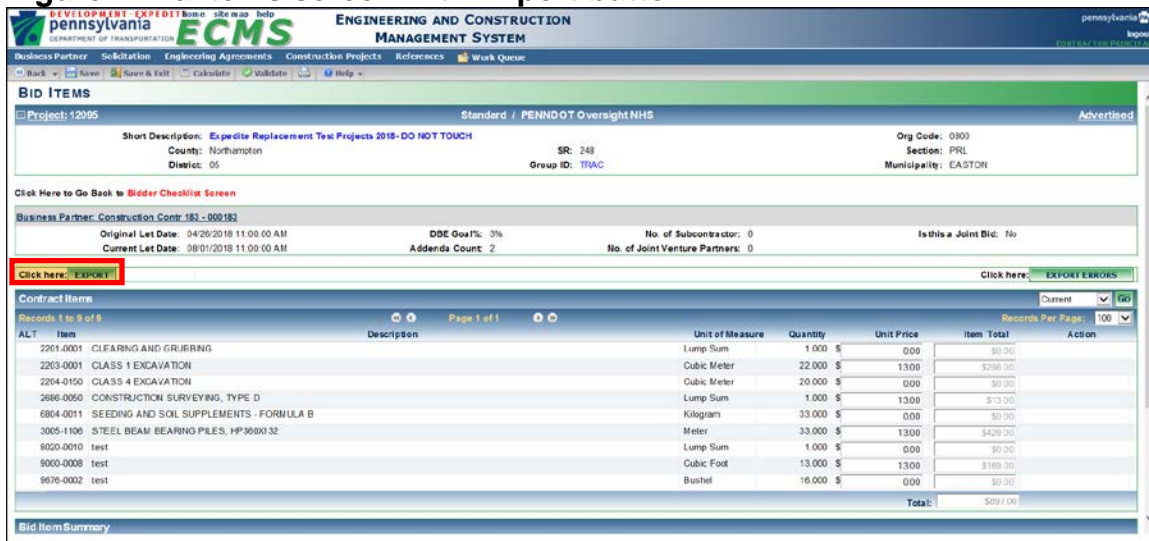 DEVELOPMENT-EXPEDIT home site map help
pennsylvania
DEPARTMENT OF TRANSPORTATION
ECMS
ENGINEERING AND CONSTRUCTION
MANAGEMENT SYSTEM
pennsylvania PA
logout
CONTRACTOR PRINCIPAL
Business Partner Solicitation Engineering Agreements Construction Projects References Work Queue
Back Save Save & Exit Calculate Validate Help
BID ITEMS
Project: 12095 Standard / PENNDOT Oversight NHS Advertised
Short Description: Expedite Replacement Test Projects 2018- DO NOT TOUCH Org Code: 0800
County: Northampton SR: 248 Section: PRL
District: 05 Group ID: TRAC Municipality: EASTON
Click Here to Go Back to Bidder Checklist Screen
Business Partner: Construction Contr 183 - 000183
Original Let Date: 04/26/2018 11:00:00 AM DBE Goal%: 3% No. of Subcontractor: 0 Is this a Joint Bid: No
Current Let Date: 08/01/2018 11:00:00 AM Addenda Count: 2 No. of Joint Venture Partners: 0
Click here: EXPORT Click here: EXPORT ERRORS
Contract Items Current Go
Records 1 to 9 of 9 Page 1 of 1 Records Per Page: 100
ALT Item Description Unit of Measure Quantity Unit Price Item Total Action
2201-0001 CLEARING AND GRUBBING Lump Sum 1.000 $ 0.00 $0.00
2203-0001 CLASS 1 EXCAVATION Cubic Meter 22.000 $ 13.00 $286.00
2204-0150 CLASS 4 EXCAVATION Cubic Meter 20.000 $ 0.00 $0.00
2686-0050 CONSTRUCTION SURVEYING, TYPE D Lump Sum 1.000 $ 13.00 $13.00
6804-0011 SEEDING AND SOIL SUPPLEMENTS - FORMULA B Kilogram 33.000 $ 0.00 $0.00
3005-1106 STEEL BEAM BEARING PILES, HP360X132 Meter 33.000 $ 13.00 $429.00
8020-0010 test Lump Sum 1.000 $ 0.00 $0.00
9000-0008 test Cubic Foot 13.000 $ 13.00 $169.00
9676-0002 test Bushel 16.000 $ 0.00 $0.00
Total: $897.00
Bid Item Summary